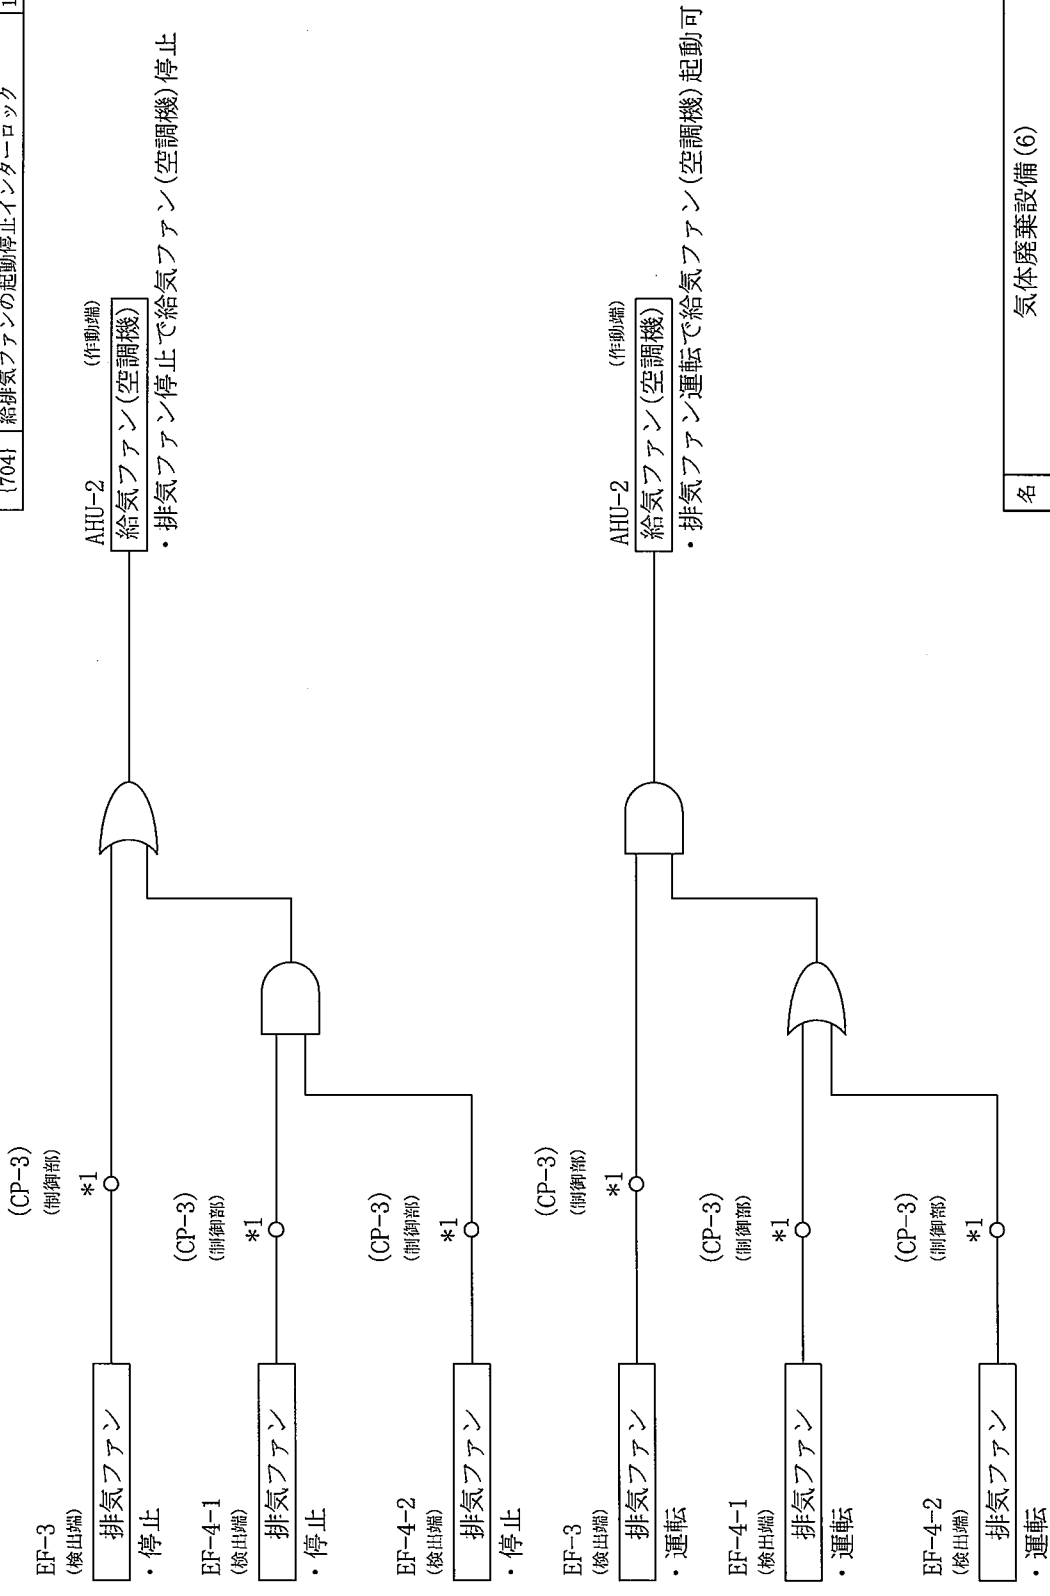 {704} 給排気ファンの起動停止インターロック
EF-3
(検出端)
排気ファン
・停止
(CP-3)
(制御部)
*1
EF-4-1
(検出端)
排気ファン
・停止
(CP-3)
(制御部)
*1
EF-4-2
(検出端)
排気ファン
・停止
(CP-3)
(制御部)
*1
AHU-2
(作動端)
給気ファン(空調機)
・排気ファン停止で給気ファン(空調機)停止
EF-3
(検出端)
排気ファン
・運転
(CP-3)
(制御部)
*1
EF-4-1
(検出端)
排気ファン
・運転
(CP-3)
(制御部)
*1
EF-4-2
(検出端)
排気ファン
・運転
(CP-3)
(制御部)
*1
AHU-2
(作動端)
給気ファン(空調機)
・排気ファン運転で給気ファン(空調機)起動可
名
気体廃棄設備(6)